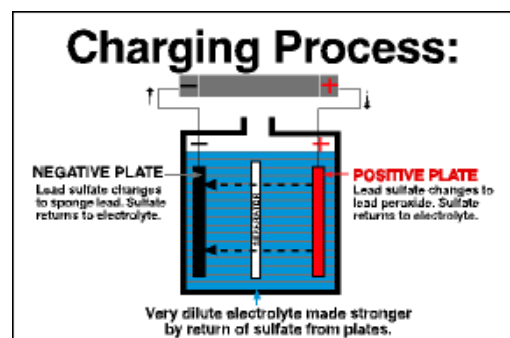 Charging Process:
− +
− +
NEGATIVE PLATE
Lead sulfate changes
to sponge lead. Sulfate
returns to electrolyte.
POSITIVE PLATE
Lead sulfate changes to
lead peroxide. Sulfate
returns to electrolyte.
SEPARATER
Very dilute electrolyte made stronger
by return of sulfate from plates.